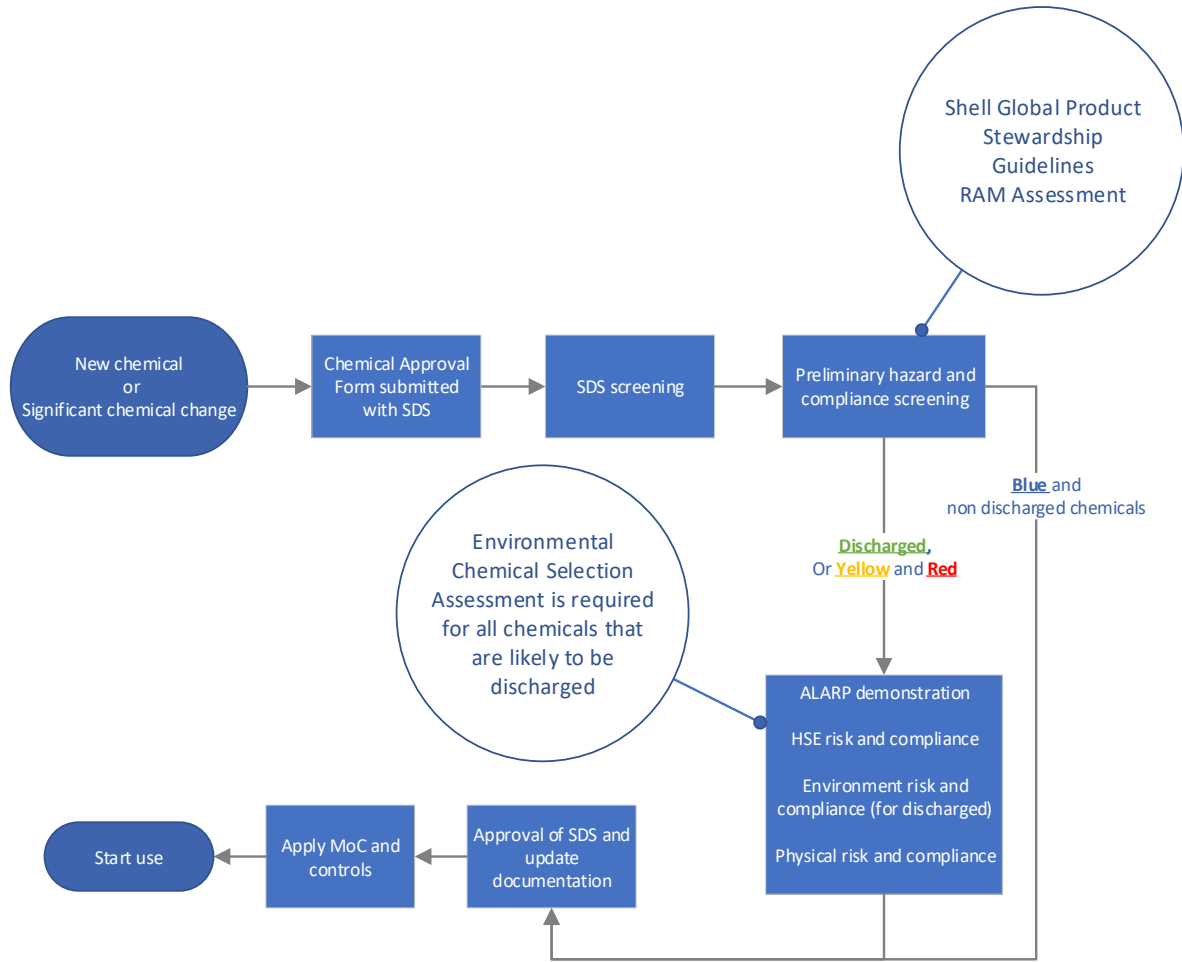 Shell Global Product
Stewardship
Guidelines
RAM Assessment
New chemical
or
Significant chemical change
Chemical Approval
Form submitted
with SDS
SDS screening
Preliminary hazard and
compliance screening
Blue and
non discharged chemicals
Discharged,
Or Yellow and Red
Environmental
Chemical Selection
Assessment is required
for all chemicals that
are likely to be
discharged
ALARP demonstration
HSE risk and compliance
Environment risk and
compliance (for discharged)
Physical risk and compliance
Approval of SDS and
update
documentation
Apply MoC and
controls
Start use